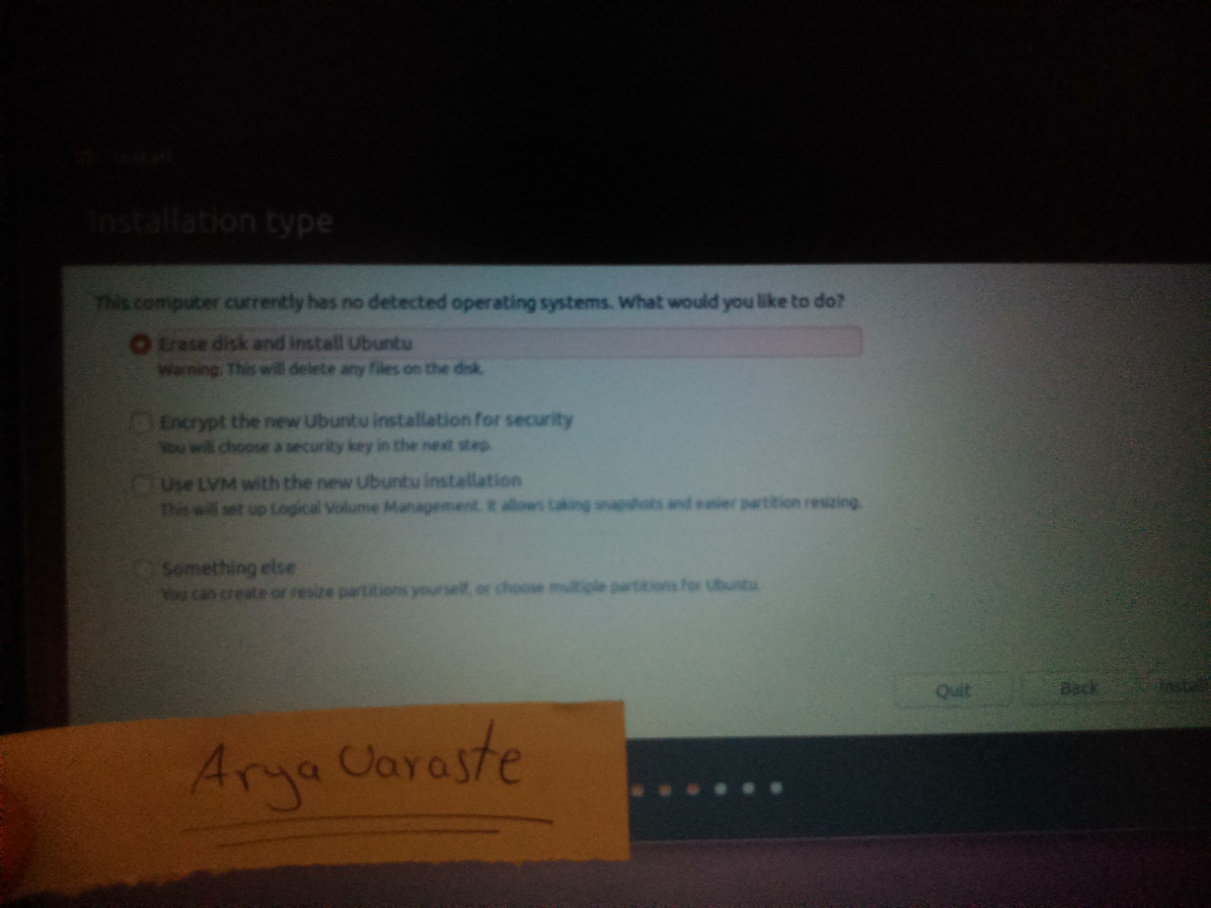 Install
Installation type
This computer currently has no detected operating systems. What would you like to do?
Erase disk and install Ubuntu
Warning: This will delete any files on the disk.
Encrypt the new Ubuntu installation for security
You will choose a security key in the next step.
Use LVM with the new Ubuntu installation
This will set up Logical Volume Management. It allows taking snapshots and easier partition resizing.
Something else
You can create or resize partitions yourself, or choose multiple partitions for Ubuntu.
Quit
Back
Install
Arya Varaste